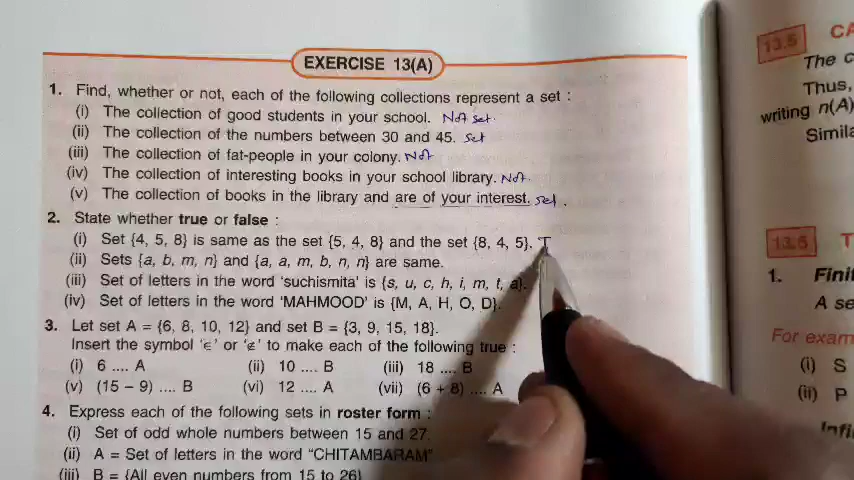 EXERCISE 13(A)
1. Find, whether or not, each of the following collections represent a set :
(i) The collection of good students in your school. Not set.
(ii) The collection of the numbers between 30 and 45. set
(iii) The collection of fat-people in your colony. Not
(iv) The collection of interesting books in your school library. Not.
(v) The collection of books in the library and are of your interest. set.
2. State whether true or false :
(i) Set {4, 5, 8} is same as the set {5, 4, 8} and the set {8, 4, 5}. T
(ii) Sets {a, b, m, n} and {a, a, m, b, n, n} are same.
(iii) Set of letters in the word 'suchismita' is {s, u, c, h, i, m, t, a}.
(iv) Set of letters in the word 'MAHMOOD' is {M, A, H, O, D}.
3. Let set A = {6, 8, 10, 12} and set B = {3, 9, 15, 18}.
Insert the symbol '∈' or '∉' to make each of the following true :
(i) 6 .... A (ii) 10 .... B (iii) 18 .... B
(v) (15 – 9) .... B (vi) 12 .... A (vii) (6 + 8) .... A
4. Express each of the following sets in roster form :
(i) Set of odd whole numbers between 15 and 27.
(ii) A = Set of letters in the word "CHITAMBARAM"
(iii) B = {All even numbers from 15 to 26}
13.5 CA
The c
Thus,
writing n(A)
Simila
13.6 T
1. Finit
A se
For exam
(i) S
(ii) P
Infi